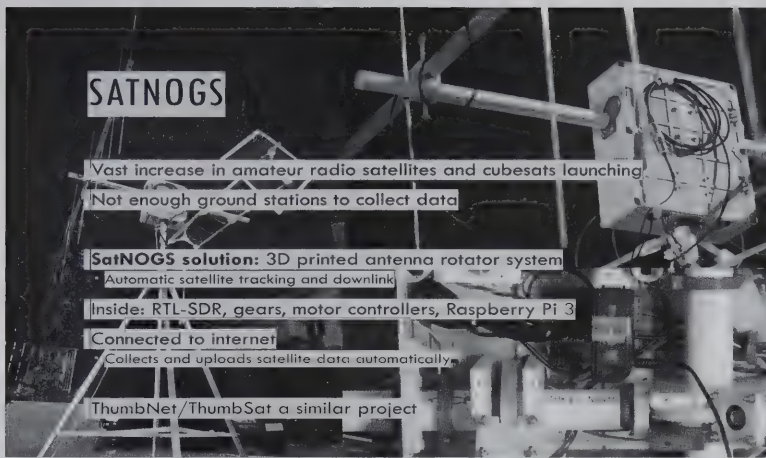 SATNOGS
Vast increase in amateur radio satellites and cubesats launching
Not enough ground stations to collect data
SatNOGS solution: 3D printed antenna rotator system
Automatic satellite tracking and downlink
Inside: RTL-SDR, gears, motor controllers, Raspberry Pi 3
Connected to internet
Collects and uploads satellite data automatically
ThumbNet/ThumbSat a similar project